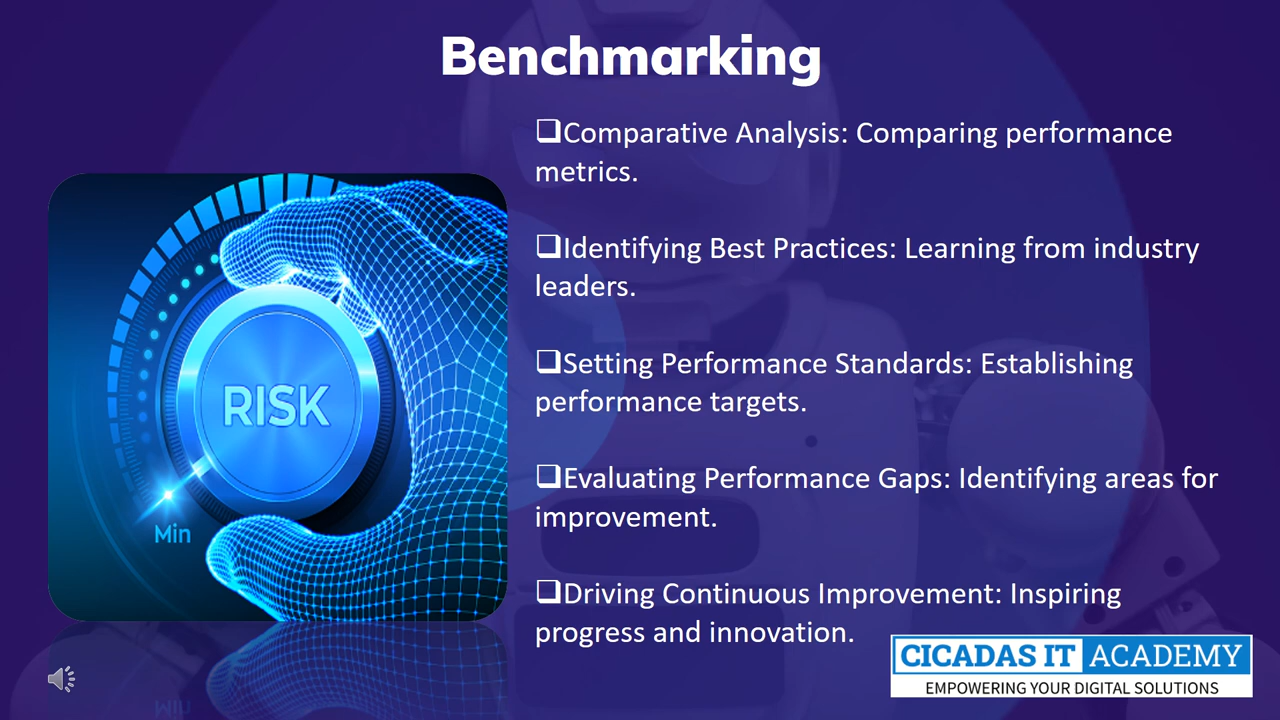 Benchmarking
❑Comparative Analysis: Comparing performance
metrics.
❑Identifying Best Practices: Learning from industry
leaders.
❑Setting Performance Standards: Establishing
performance targets.
❑Evaluating Performance Gaps: Identifying areas for
improvement.
❑Driving Continuous Improvement: Inspiring
progress and innovation.
RISK
Min
CICADAS IT ACADEMY
EMPOWERING YOUR DIGITAL SOLUTIONS